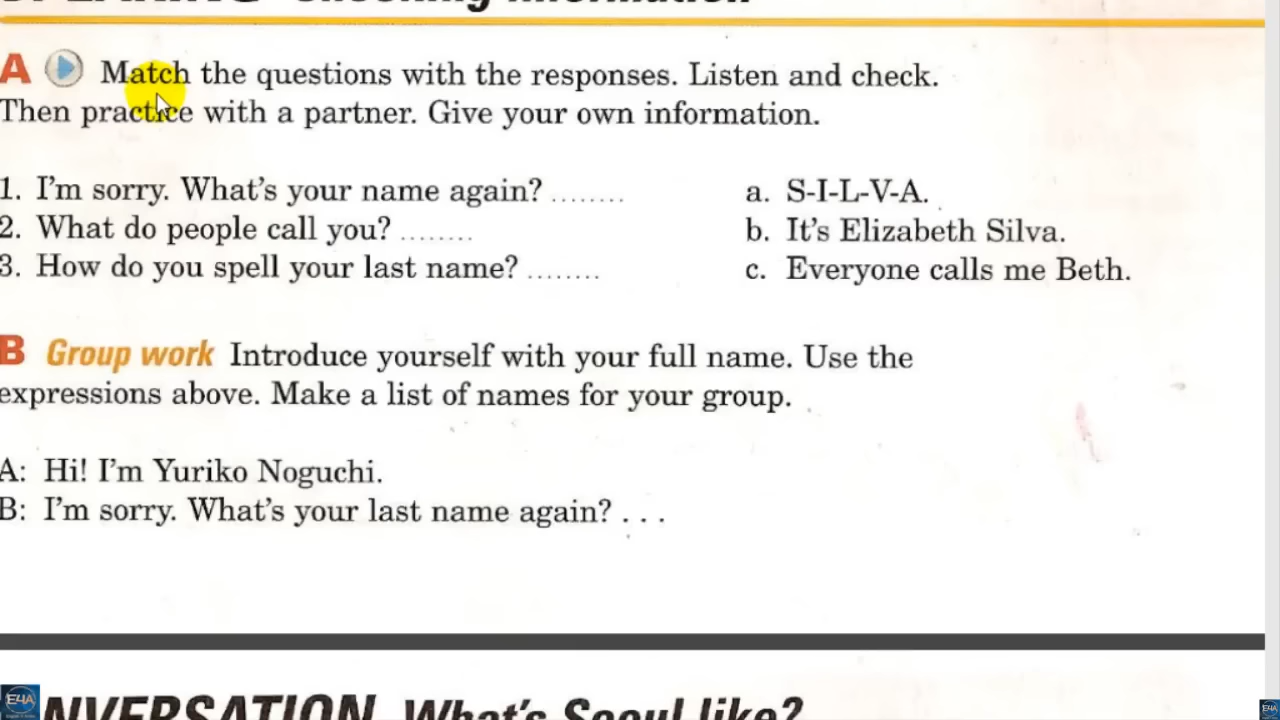 Checking information
A Match the questions with the responses. Listen and check.
Then practice with a partner. Give your own information.
1. I'm sorry. What's your name again? ........
a. S-I-L-V-A.
2. What do people call you? ........
b. It's Elizabeth Silva.
3. How do you spell your last name? ........
c. Everyone calls me Beth.
B Group work Introduce yourself with your full name. Use the
expressions above. Make a list of names for your group.
A: Hi! I'm Yuriko Noguchi.
B: I'm sorry. What's your last name again? . . .
NVERSATION What's Seoul like?
E4A
E4A